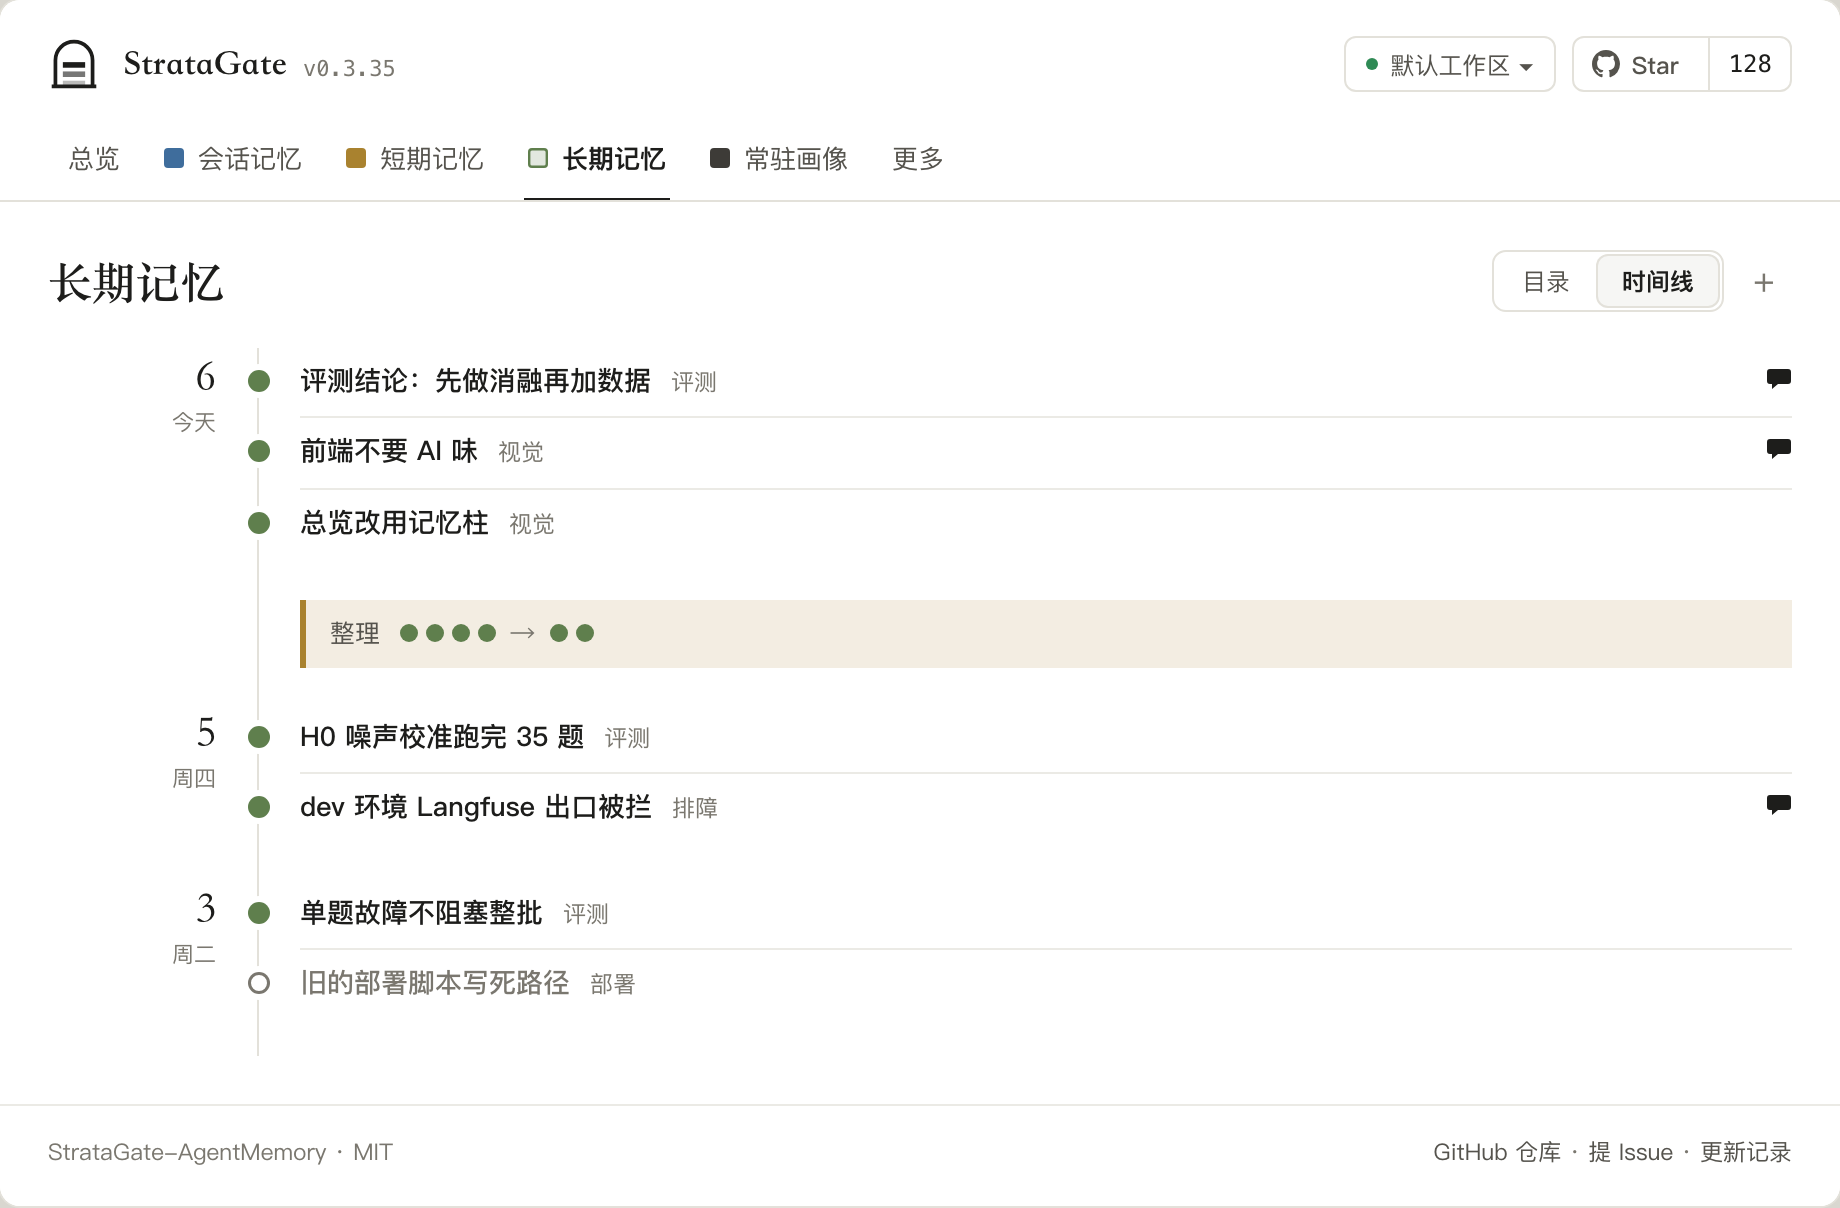 StrataGate v0.3.35
默认工作区
Star 128
总览 会话记忆 短期记忆 长期记忆 常驻画像 更多
长期记忆
目录 时间线 +
6
今天
评测结论：先做消融再加数据 评测
前端不要 AI 味 视觉
总览改用记忆柱 视觉
整理 →
5
周四
H0 噪声校准跑完 35 题 评测
dev 环境 Langfuse 出口被拦 排障
3
周二
单题故障不阻塞整批 评测
旧的部署脚本写死路径 部署
StrataGate-AgentMemory · MIT
GitHub 仓库 · 提 Issue · 更新记录